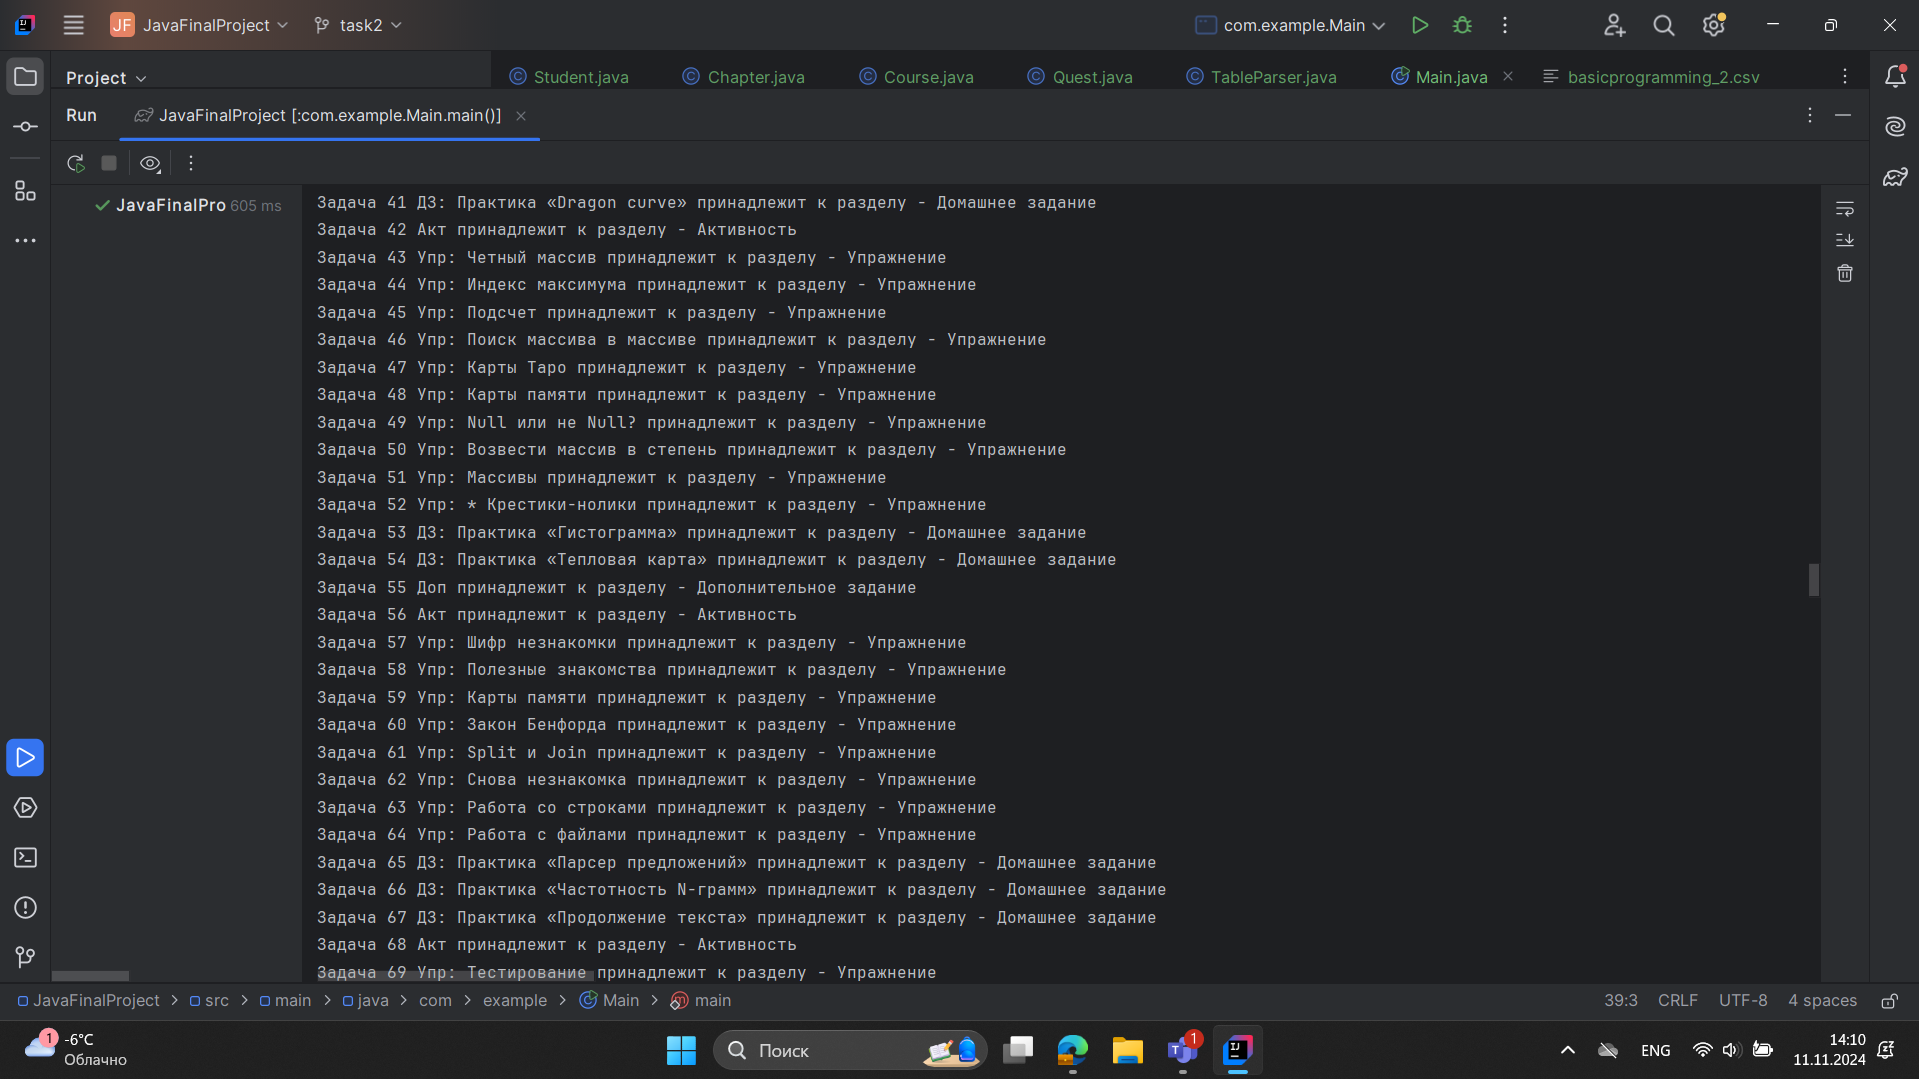 JF JavaFinalProject task2 com.example.Main
Project Student.java Chapter.java Course.java Quest.java TableParser.java Main.java basicprogramming_2.csv
Run JavaFinalProject [:com.example.Main.main()]
JavaFinalPro 605 ms
Задача 41 ДЗ: Практика «Dragon curve» принадлежит к разделу - Домашнее задание
Задача 42 Акт принадлежит к разделу - Активность
Задача 43 Упр: Четный массив принадлежит к разделу - Упражнение
Задача 44 Упр: Индекс максимума принадлежит к разделу - Упражнение
Задача 45 Упр: Подсчет принадлежит к разделу - Упражнение
Задача 46 Упр: Поиск массива в массиве принадлежит к разделу - Упражнение
Задача 47 Упр: Карты Таро принадлежит к разделу - Упражнение
Задача 48 Упр: Карты памяти принадлежит к разделу - Упражнение
Задача 49 Упр: Null или не Null? принадлежит к разделу - Упражнение
Задача 50 Упр: Возвести массив в степень принадлежит к разделу - Упражнение
Задача 51 Упр: Массивы принадлежит к разделу - Упражнение
Задача 52 Упр: * Крестики-нолики принадлежит к разделу - Упражнение
Задача 53 ДЗ: Практика «Гистограмма» принадлежит к разделу - Домашнее задание
Задача 54 ДЗ: Практика «Тепловая карта» принадлежит к разделу - Домашнее задание
Задача 55 Доп принадлежит к разделу - Дополнительное задание
Задача 56 Акт принадлежит к разделу - Активность
Задача 57 Упр: Шифр незнакомки принадлежит к разделу - Упражнение
Задача 58 Упр: Полезные знакомства принадлежит к разделу - Упражнение
Задача 59 Упр: Карты памяти принадлежит к разделу - Упражнение
Задача 60 Упр: Закон Бенфорда принадлежит к разделу - Упражнение
Задача 61 Упр: Split и Join принадлежит к разделу - Упражнение
Задача 62 Упр: Снова незнакомка принадлежит к разделу - Упражнение
Задача 63 Упр: Работа со строками принадлежит к разделу - Упражнение
Задача 64 Упр: Работа с файлами принадлежит к разделу - Упражнение
Задача 65 ДЗ: Практика «Парсер предложений» принадлежит к разделу - Домашнее задание
Задача 66 ДЗ: Практика «Частотность N-грамм» принадлежит к разделу - Домашнее задание
Задача 67 ДЗ: Практика «Продолжение текста» принадлежит к разделу - Домашнее задание
Задача 68 Акт принадлежит к разделу - Активность
Задача 69 Упр: Тестирование принадлежит к разделу - Упражнение
JavaFinalProject > src > main > java > com > example > Main > main 39:3 CRLF UTF-8 4 spaces
1 -6°C
Облачно
Поиск
1
ENG
14:10
11.11.2024